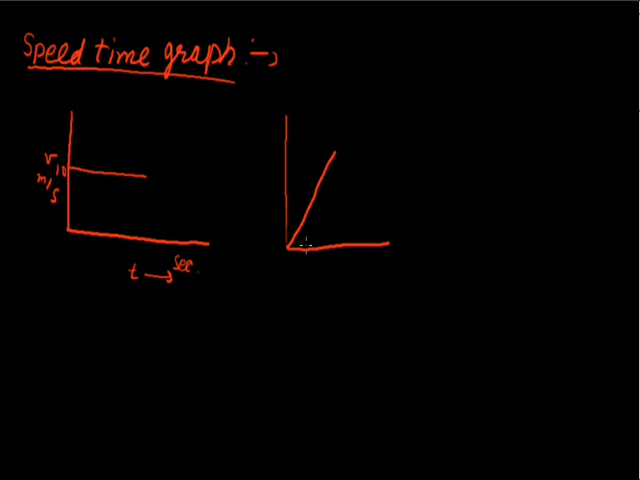 Speed time graph :→
v 10
m/s
t → sec.